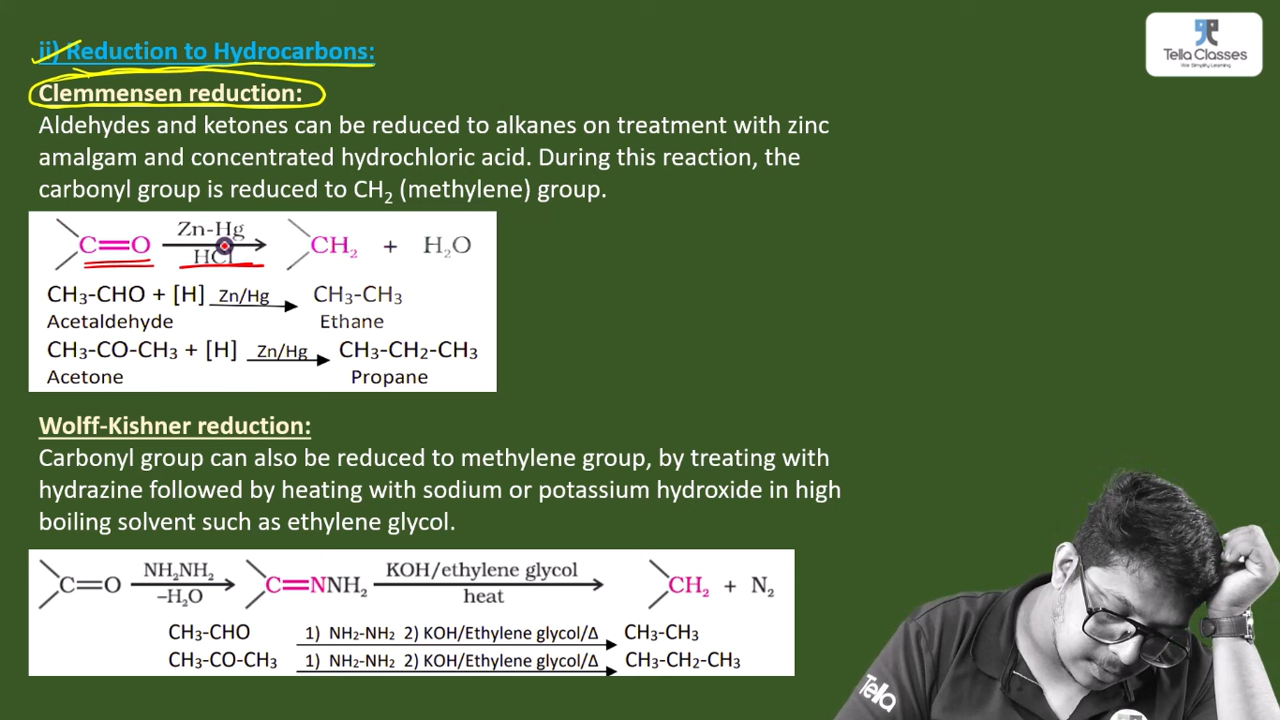 ii) Reduction to Hydrocarbons:
Tella Classes
We Simplify Learning
Clemmensen reduction:
Aldehydes and ketones can be reduced to alkanes on treatment with zinc
amalgam and concentrated hydrochloric acid. During this reaction, the
carbonyl group is reduced to CH₂ (methylene) group.
Zn-Hg
C=O → CH₂ + H₂O
HCl
CH₃-CHO + [H] Zn/Hg CH₃-CH₃
Acetaldehyde Ethane
CH₃-CO-CH₃ + [H] Zn/Hg CH₃-CH₂-CH₃
Acetone Propane
Wolff-Kishner reduction:
Carbonyl group can also be reduced to methylene group, by treating with
hydrazine followed by heating with sodium or potassium hydroxide in high
boiling solvent such as ethylene glycol.
NH₂NH₂ KOH/ethylene glycol
C=O → C=NNH₂ → CH₂ + N₂
–H₂O heat
CH₃-CHO 1) NH₂-NH₂ 2) KOH/Ethylene glycol/Δ CH₃-CH₃
CH₃-CO-CH₃ 1) NH₂-NH₂ 2) KOH/Ethylene glycol/Δ CH₃-CH₂-CH₃
Tella